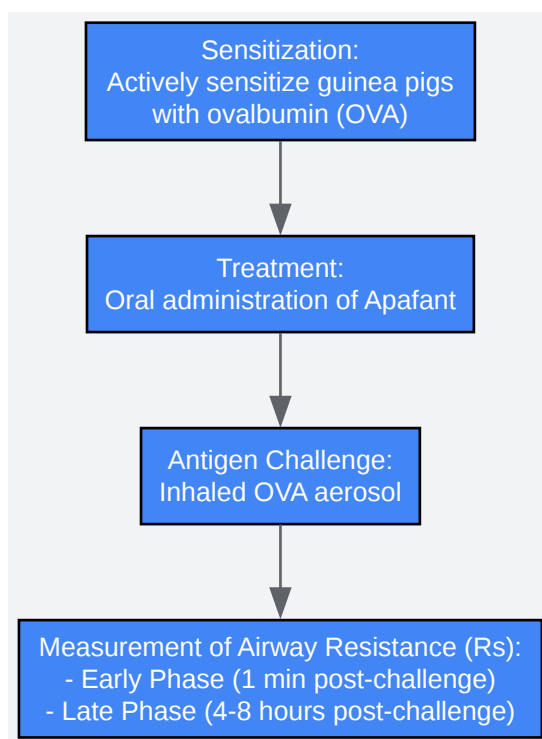 Sensitization:
Actively sensitize guinea pigs
with ovalbumin (OVA)
Treatment:
Oral administration of Apafant
Antigen Challenge:
Inhaled OVA aerosol
Measurement of Airway Resistance (Rs):
- Early Phase (1 min post-challenge)
- Late Phase (4-8 hours post-challenge)